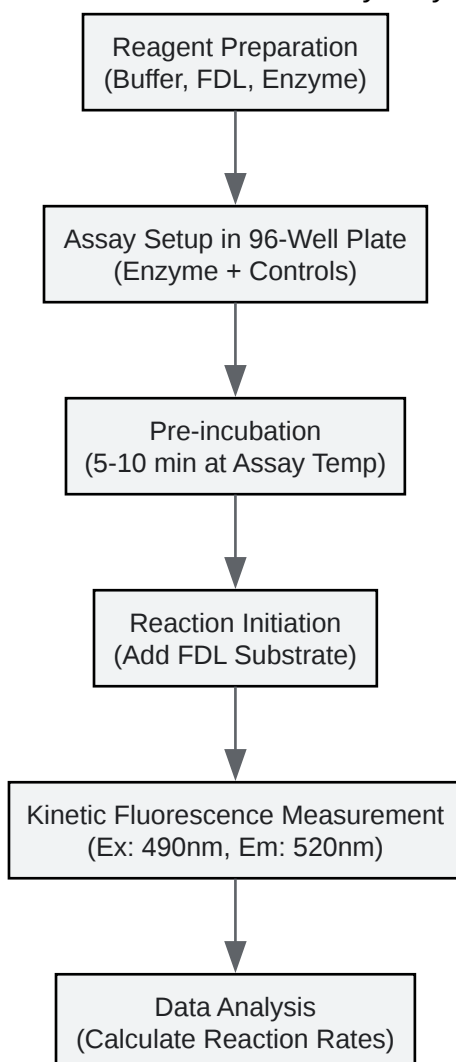 Reagent Preparation
(Buffer, FDL, Enzyme)
Assay Setup in 96-Well Plate
(Enzyme + Controls)
Pre-incubation
(5-10 min at Assay Temp)
Reaction Initiation
(Add FDL Substrate)
Kinetic Fluorescence Measurement
(Ex: 490nm, Em: 520nm)
Data Analysis
(Calculate Reaction Rates)